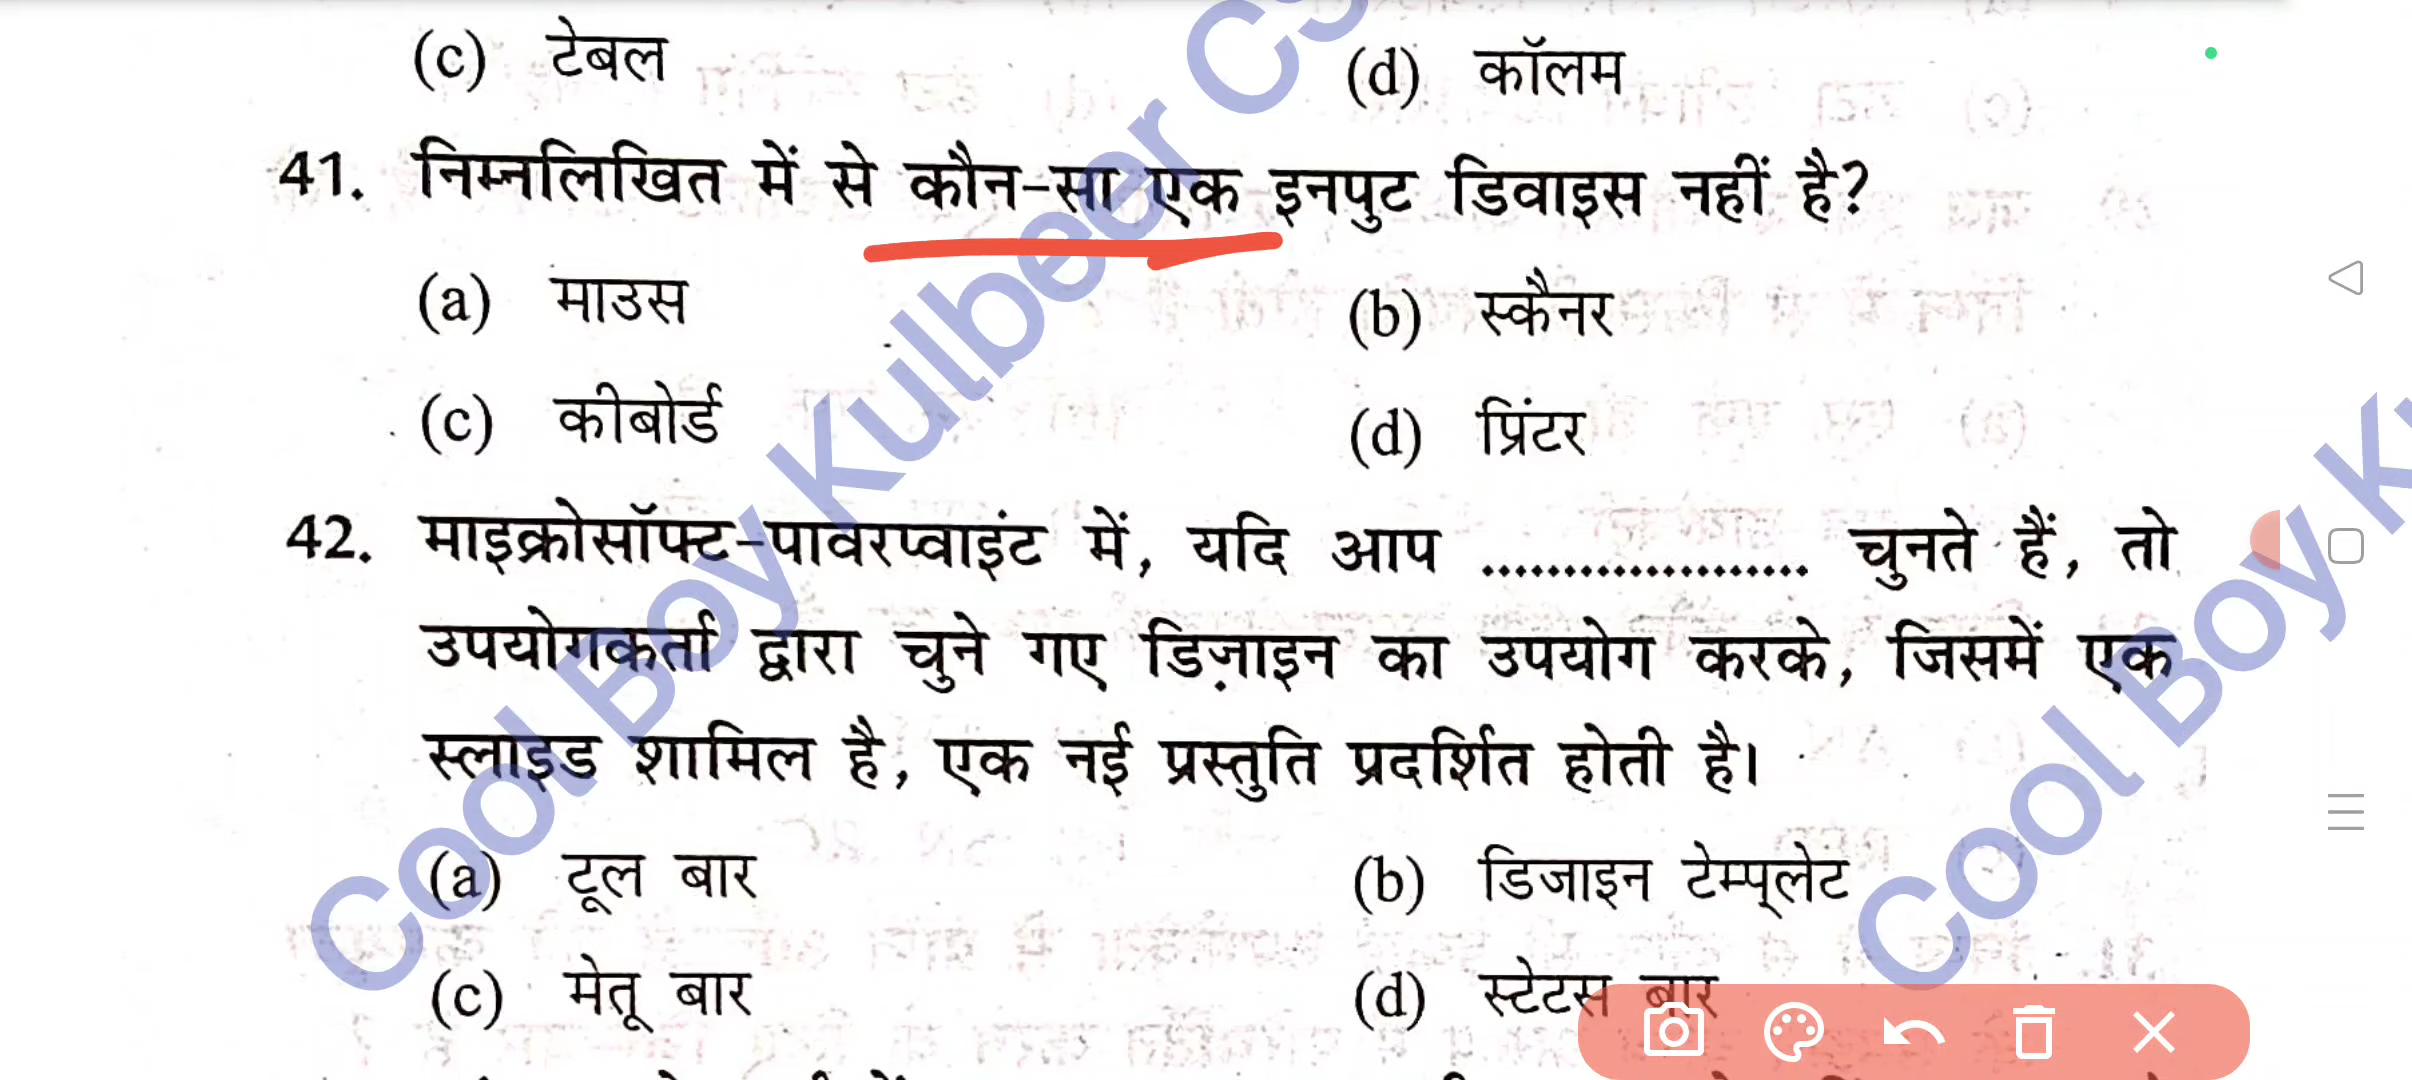 (c) टेबल (d) कॉलम
41. निम्नलिखित में से कौन-सा एक इनपुट डिवाइस नहीं है?
(a) माउस (b) स्कैनर
(c) कीबोर्ड (d) प्रिंटर
42. माइक्रोसॉफ्ट-पावरप्वाइंट में, यदि आप .................... चुनते हैं, तो
उपयोगकर्ता द्वारा चुने गए डिज़ाइन का उपयोग करके, जिसमें एक
स्लाइड शामिल है, एक नई प्रस्तुति प्रदर्शित होती है।
(a) टूल बार (b) डिजाइन टेम्प्लेट
(c) मेतू बार (d) स्टेटस बार
Cool Boy Kulbeer
Cool Boy